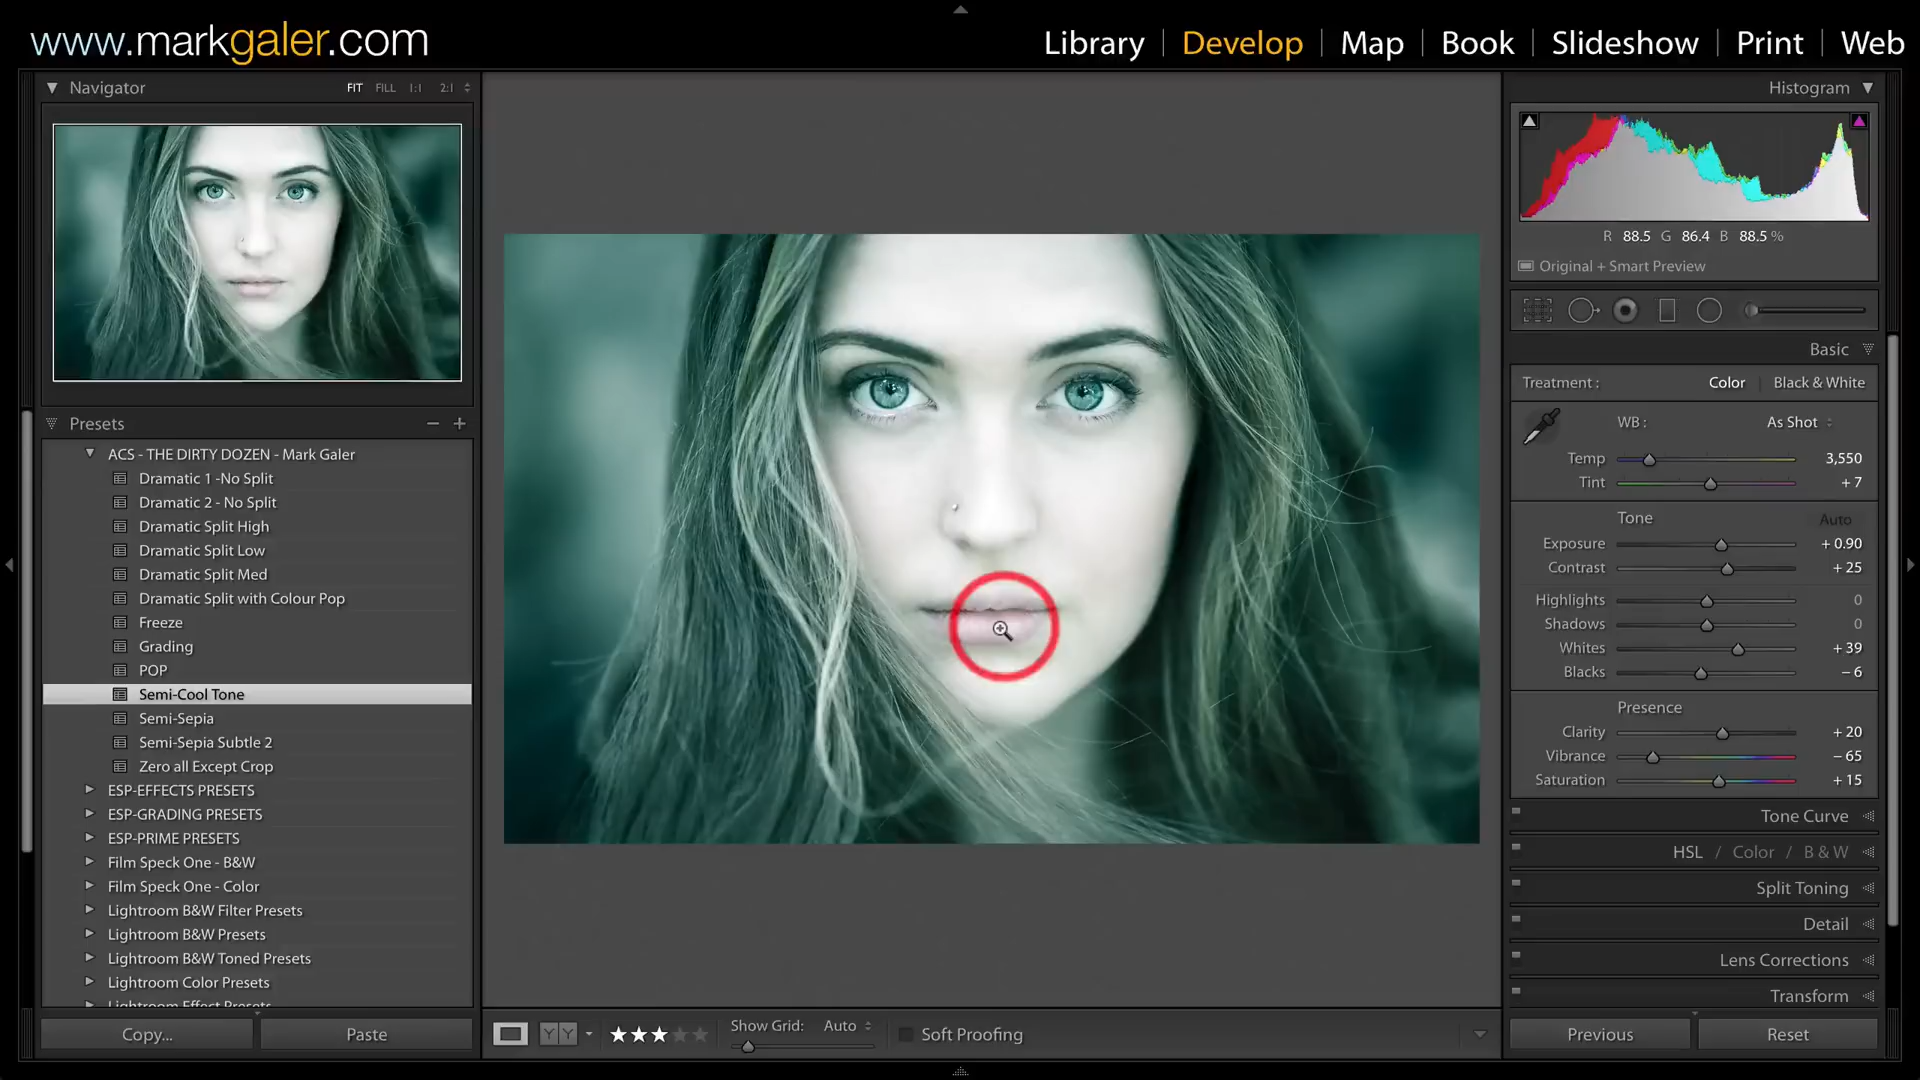 www.markgaler.com
Library | Develop | Map | Book | Slideshow | Print | Web
Navigator FIT FILL 1:1 2:1
Presets
ACS - THE DIRTY DOZEN - Mark Galer
Dramatic 1 -No Split
Dramatic 2 - No Split
Dramatic Split High
Dramatic Split Low
Dramatic Split Med
Dramatic Split with Colour Pop
Freeze
Grading
POP
Semi-Cool Tone
Semi-Sepia
Semi-Sepia Subtle 2
Zero all Except Crop
ESP-EFFECTS PRESETS
ESP-GRADING PRESETS
ESP-PRIME PRESETS
Film Speck One - B&W
Film Speck One - Color
Lightroom B&W Filter Presets
Lightroom B&W Presets
Lightroom B&W Toned Presets
Lightroom Color Presets
Lightroom Effect Presets
Copy... Paste
YY Show Grid: Auto Soft Proofing
Histogram
R 88.5 G 86.4 B 88.5 %
Original + Smart Preview
Basic
Treatment : Color | Black & White
WB : As Shot
Temp 3,550
Tint + 7
Tone Auto
Exposure + 0.90
Contrast + 25
Highlights 0
Shadows 0
Whites + 39
Blacks − 6
Presence
Clarity + 20
Vibrance − 65
Saturation + 15
Tone Curve
HSL / Color / B & W
Split Toning
Detail
Lens Corrections
Transform
Previous Reset